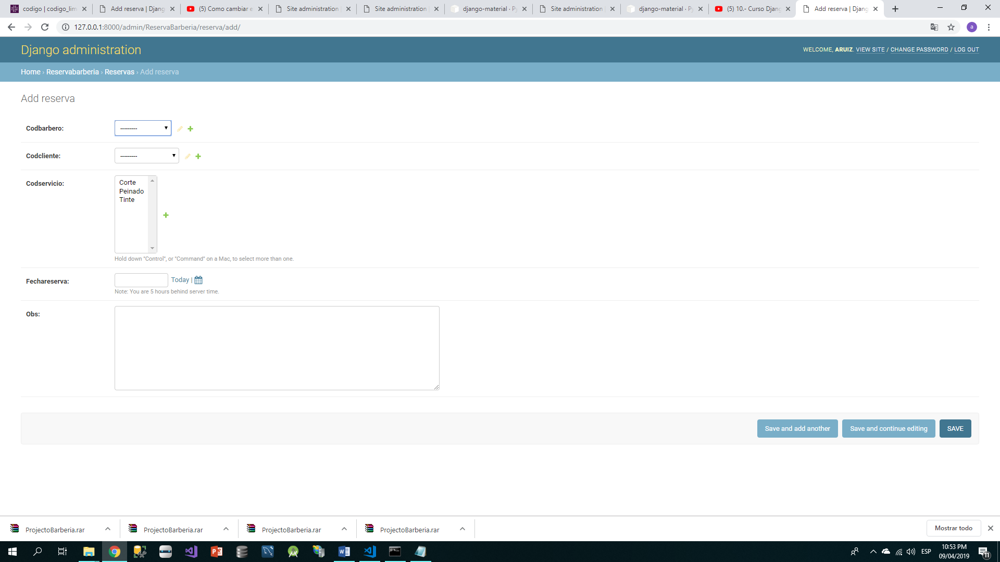 codigo | codigo_lim
Add reserva | Djang
(5) Como cambiar e
Site administration
Site administration
django-material · Py
Site administration
django-material · Py
(5) 10.- Curso Djang
Add reserva | Djang
127.0.0.1:8000/admin/ReservaBarberia/reserva/add/
a
Django administration
WELCOME, ARUIZ. VIEW SITE / CHANGE PASSWORD / LOG OUT
Home › Reservabarberia › Reservas › Add reserva
Add reserva
Codbarbero:
---------
Codcliente:
---------
Codservicio:
Corte
Peinado
Tinte
Hold down "Control", or "Command" on a Mac, to select more than one.
Fechareserva:
Today |
Note: You are 5 hours behind server time.
Obs:
Save and add another
Save and continue editing
SAVE
ProjectoBarberia.rar
ProjectoBarberia.rar
ProjectoBarberia.rar
ProjectoBarberia.rar
Mostrar todo
ESP
10:53 PM
09/04/2019
11